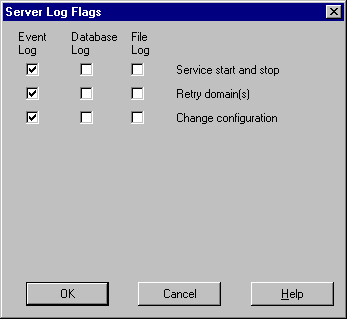 Server Log Flags
Event Database File
Log Log Log
Service start and stop
Retry domain(s)
Change configuration
OK Cancel Help